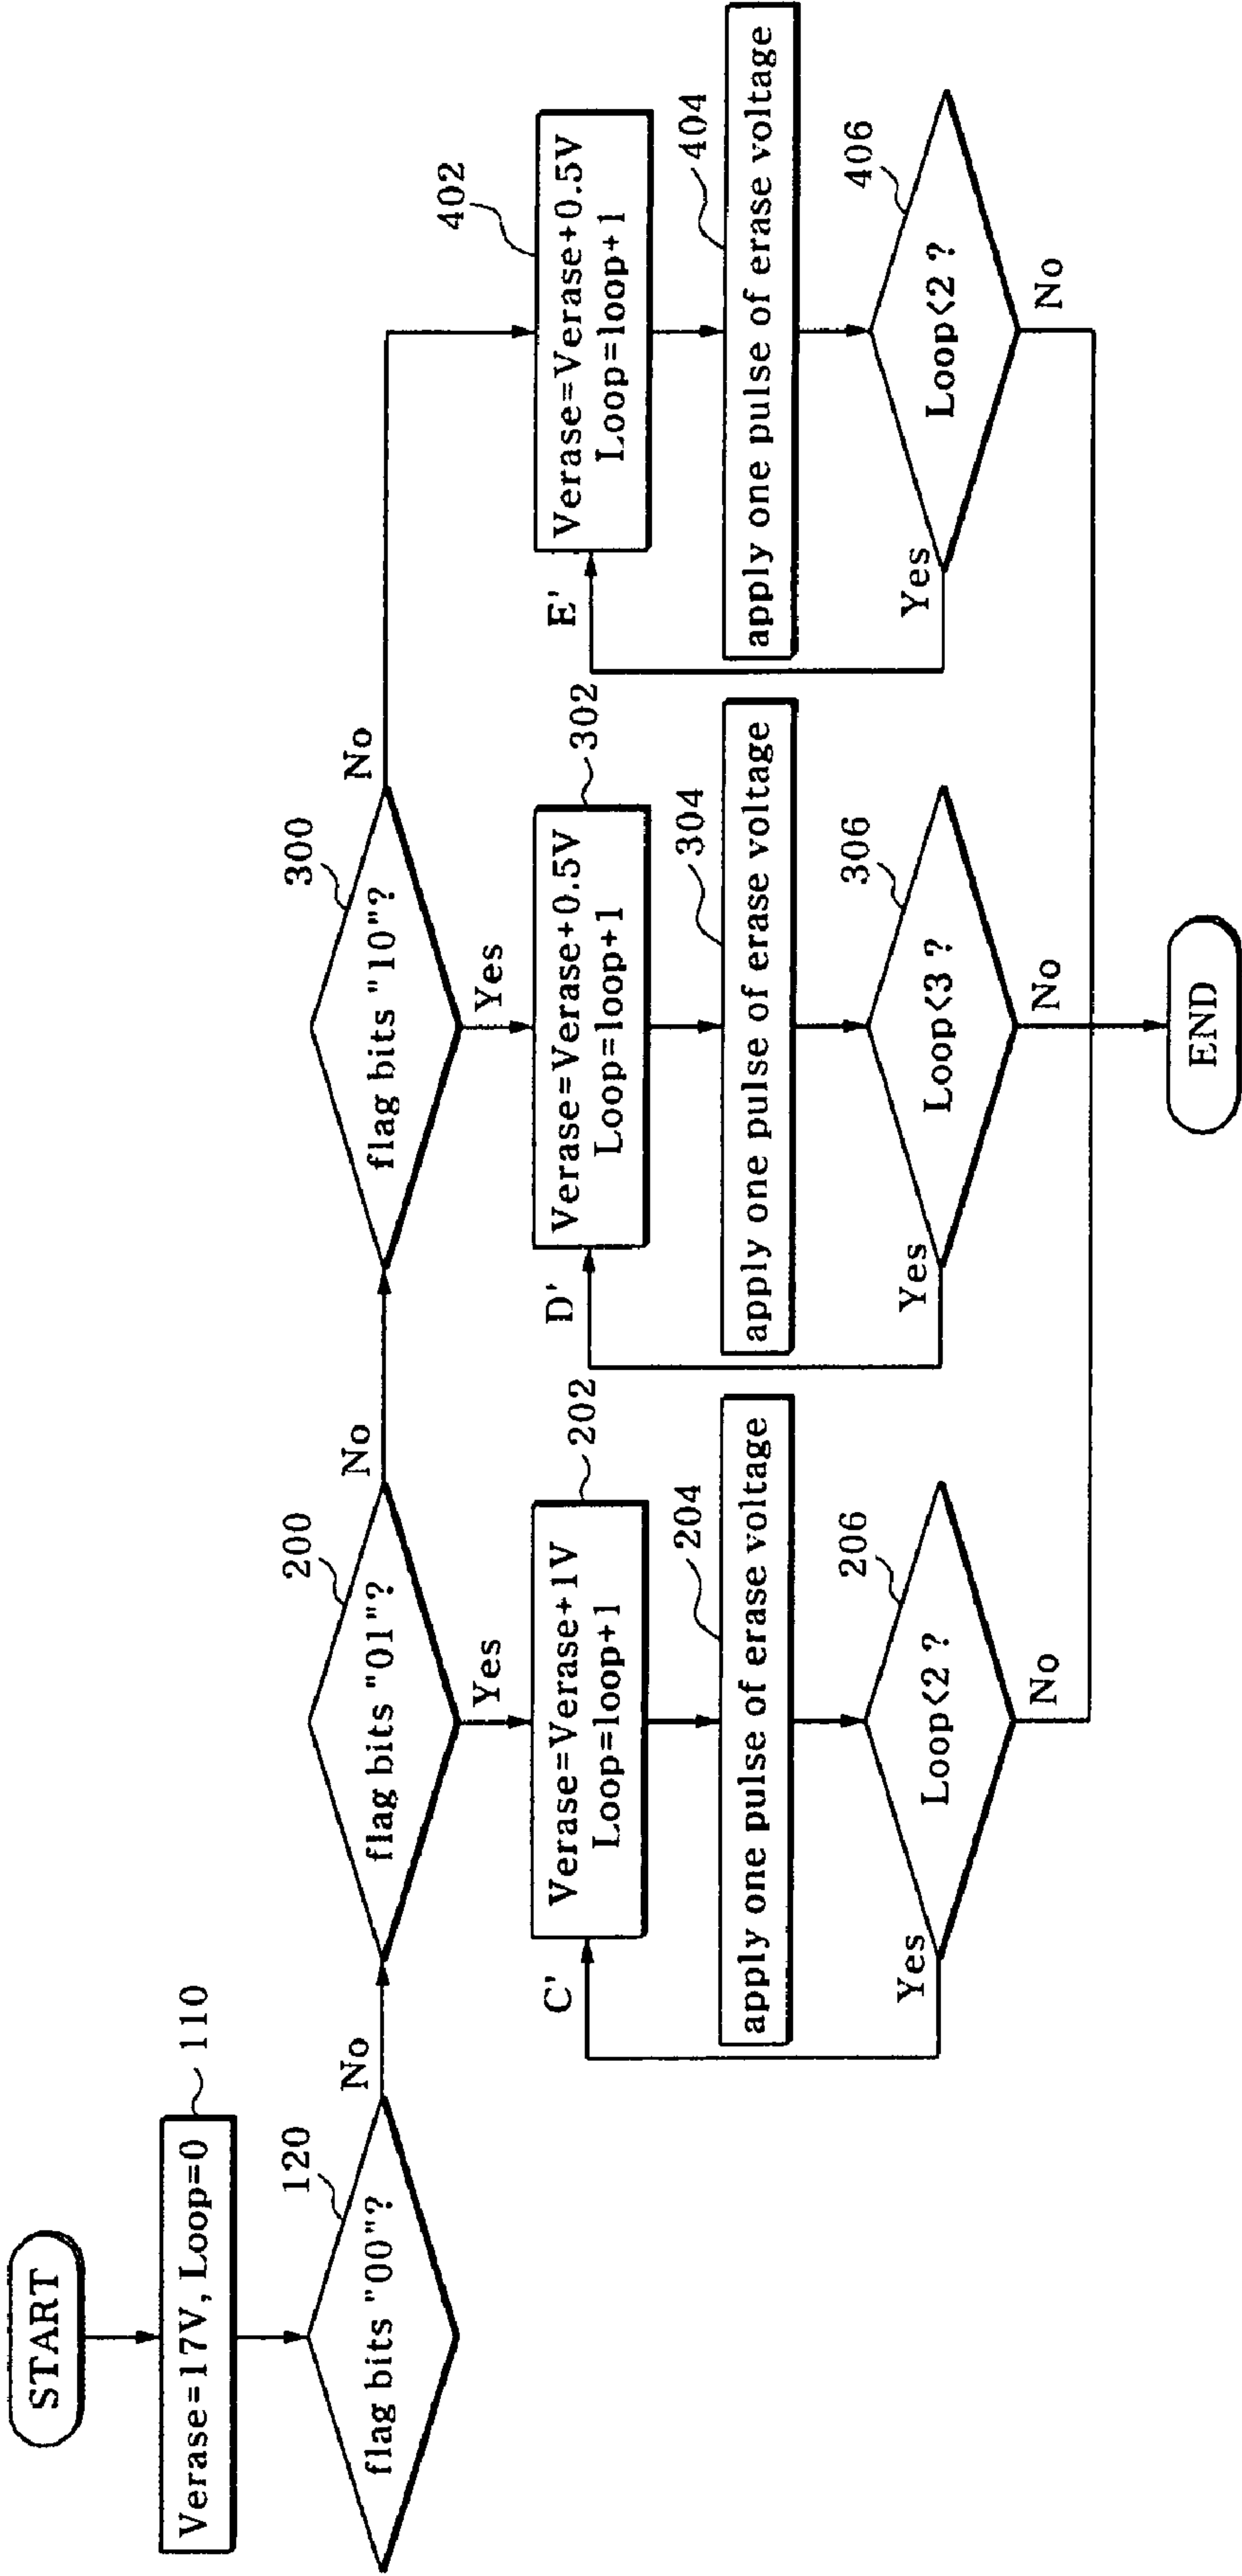 START
Verase=17V, Loop=0
110
flag bits "00"?
120
No
flag bits "01"?
200
No
Yes
flag bits "10"?
300
No
Yes
C'
Verase=Verase+1V
Loop=loop+1
202
apply one pulse of erase voltage
204
Loop<2 ?
206
Yes
No
D'
Verase=Verase+0.5V
Loop=loop+1
302
apply one pulse of erase voltage
304
Loop<3 ?
306
Yes
No
E'
Verase=Verase+0.5V
Loop=loop+1
402
apply one pulse of erase voltage
404
Loop<2 ?
406
Yes
No
END